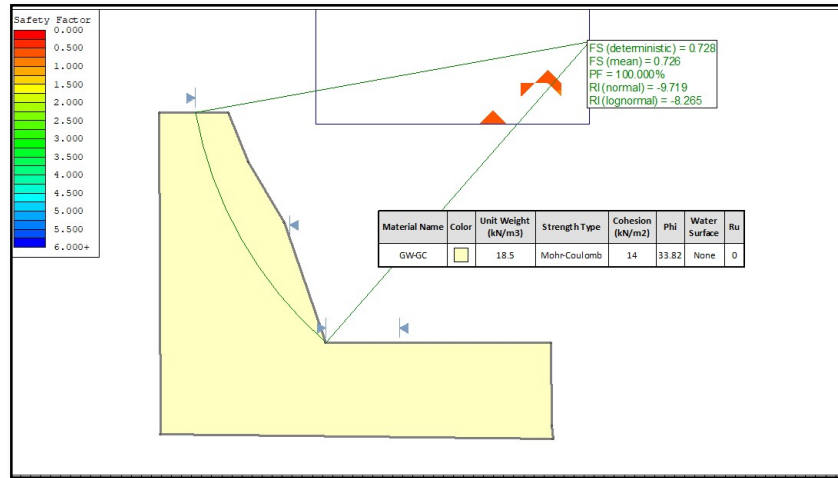 Safety Factor
0.000
0.500
1.000
1.500
2.000
2.500
3.000
3.500
4.000
4.500
5.000
5.500
6.000+
FS (deterministic) = 0.728
FS (mean) = 0.726
PF = 100.000%
RI (normal) = -9.719
RI (lognormal) = -8.265
Material Name Color Unit Weight (kN/m3) Strength Type Cohesion (kN/m2) Phi Water Surface Ru
GW-GC 18.5 Mohr-Coulomb 14 33.82 None 0